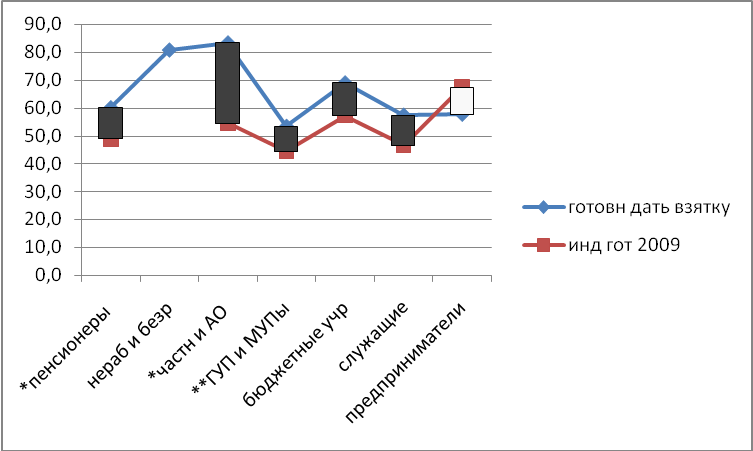 90,0
80,0
70,0
60,0
50,0
40,0
30,0
20,0
10,0
0,0
*пенсионеры
нераб и безр
*частн и АО
**ГУП и МУПы
бюджетные учр
служащие
предприниматели
готовн дать взятку
инд гот 2009